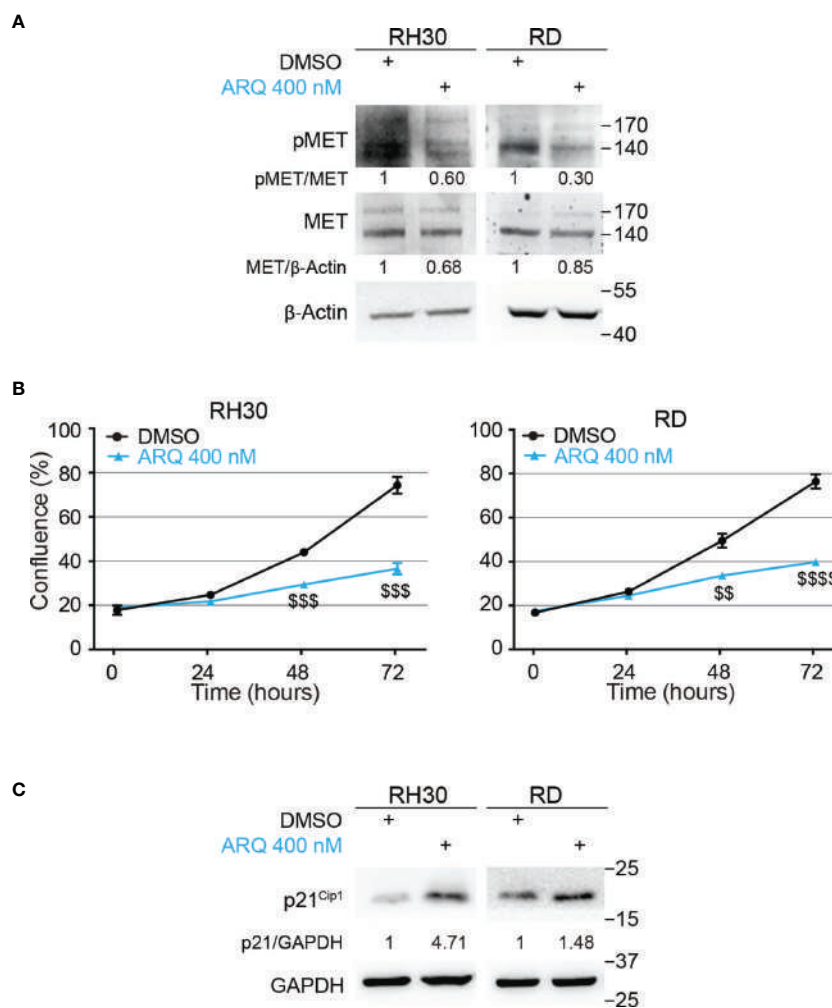 A
RH30 RD
DMSO + +
ARQ 400 nM + +
pMET
-170
-140
pMET/MET 1 0.60 1 0.30
MET
-170
-140
MET/β-Actin 1 0.68 1 0.85
-55
β-Actin
-40
B
RH30
DMSO
ARQ 400 nM
Confluence (%)
100
80
60
40
20
0
$$$ $$$
0 24 48 72
Time (hours)
RD
DMSO
ARQ 400 nM
100
80
60
40
20
0
$$ $$$$
0 24 48 72
Time (hours)
C
RH30 RD
DMSO + +
ARQ 400 nM + +
-25
p21Cip1
-15
p21/GAPDH 1 4.71 1 1.48
-37
GAPDH
-25